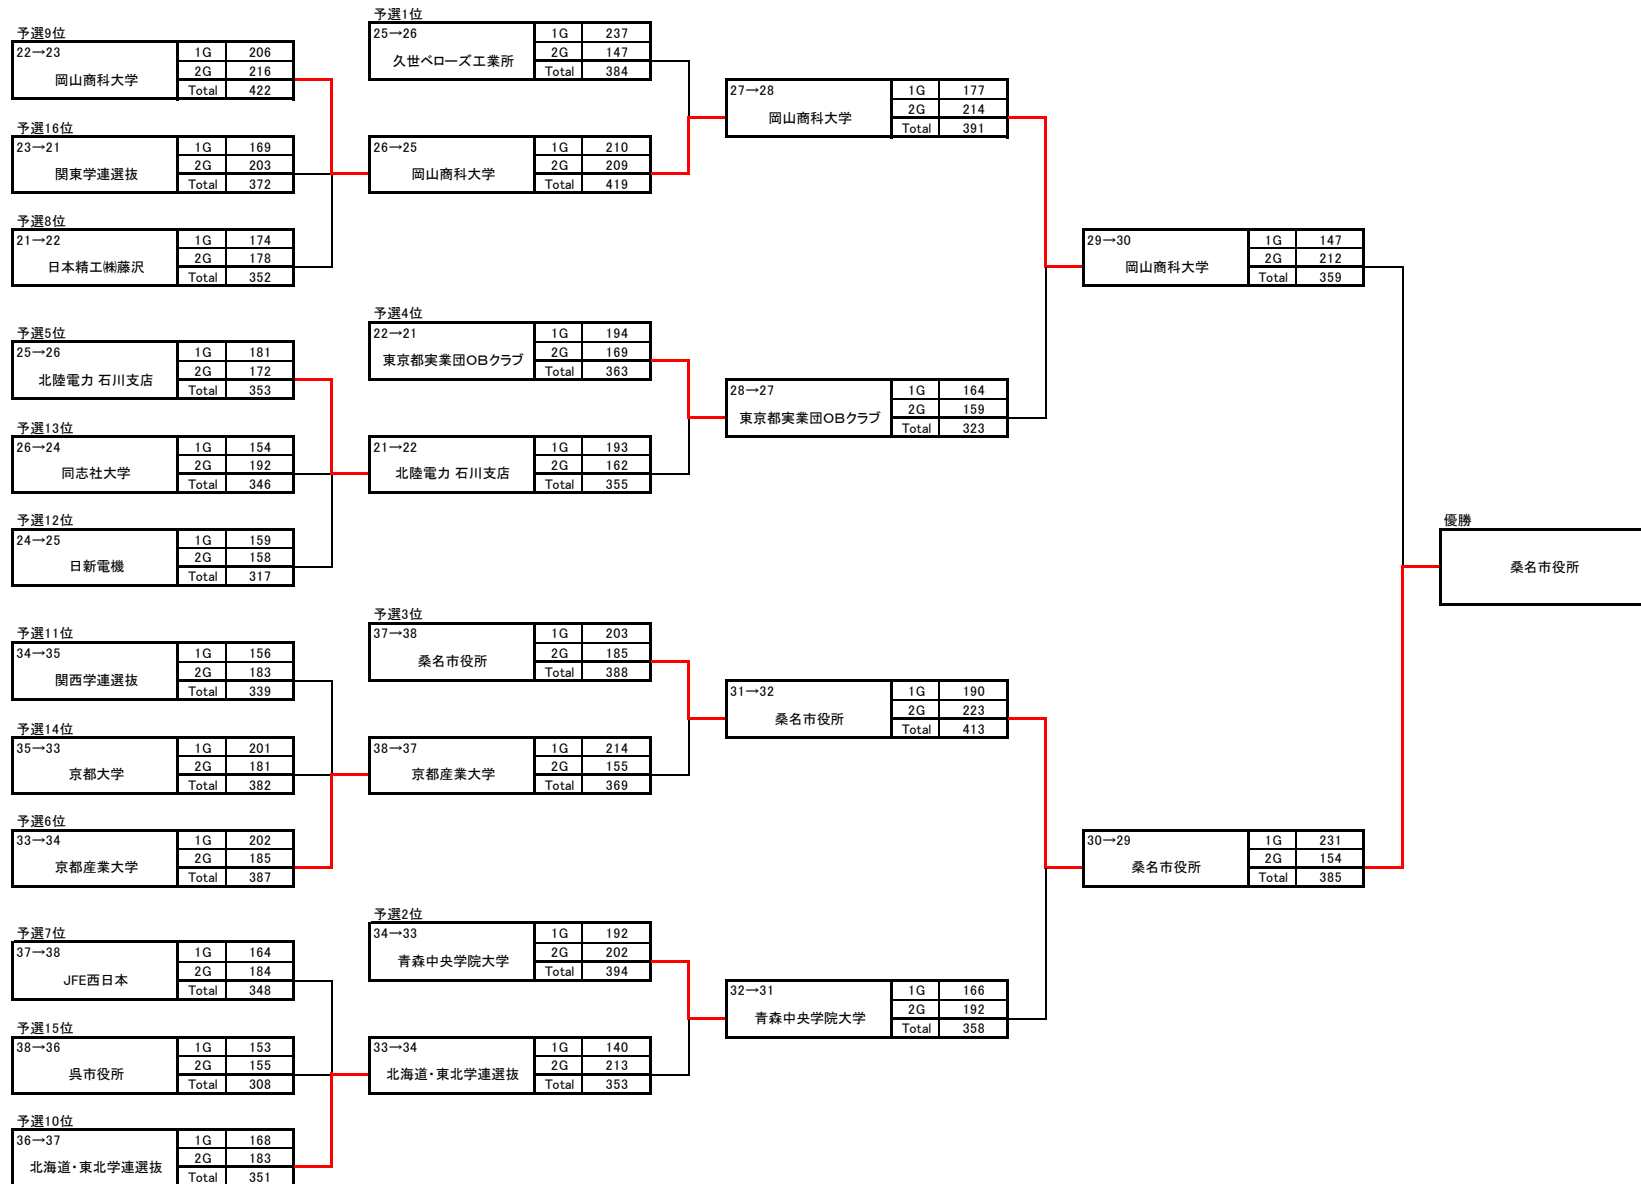 予選9位
22→23
岡山商科大学
1G 206
2G 216
Total 422
予選16位
23→21
関東学連選抜
1G 169
2G 203
Total 372
予選8位
21→22
日本精工㈱藤沢
1G 174
2G 178
Total 352
予選5位
25→26
北陸電力 石川支店
1G 181
2G 172
Total 353
予選13位
26→24
同志社大学
1G 154
2G 192
Total 346
予選12位
24→25
日新電機
1G 159
2G 158
Total 317
予選11位
34→35
関西学連選抜
1G 156
2G 183
Total 339
予選14位
35→33
京都大学
1G 201
2G 181
Total 382
予選6位
33→34
京都産業大学
1G 202
2G 185
Total 387
予選7位
37→38
JFE西日本
1G 164
2G 184
Total 348
予選15位
38→36
呉市役所
1G 153
2G 155
Total 308
予選10位
36→37
北海道・東北学連選抜
1G 168
2G 183
Total 351
予選1位
25→26
久世ベローズ工業所
1G 237
2G 147
Total 384
26→25
岡山商科大学
1G 210
2G 209
Total 419
予選4位
22→21
東京都実業団OBクラブ
1G 194
2G 169
Total 363
21→22
北陸電力 石川支店
1G 193
2G 162
Total 355
予選3位
37→38
桑名市役所
1G 203
2G 185
Total 388
38→37
京都産業大学
1G 214
2G 155
Total 369
予選2位
34→33
青森中央学院大学
1G 192
2G 202
Total 394
33→34
北海道・東北学連選抜
1G 140
2G 213
Total 353
27→28
岡山商科大学
1G 177
2G 214
Total 391
28→27
東京都実業団OBクラブ
1G 164
2G 159
Total 323
31→32
桑名市役所
1G 190
2G 223
Total 413
32→31
青森中央学院大学
1G 166
2G 192
Total 358
29→30
岡山商科大学
1G 147
2G 212
Total 359
30→29
桑名市役所
1G 231
2G 154
Total 385
優勝
桑名市役所